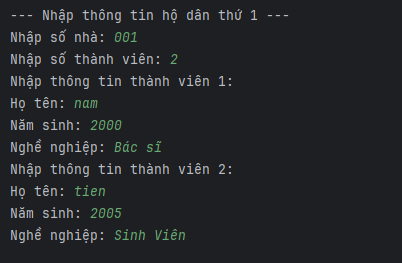 --- Nhập thông tin hộ dân thứ 1 ---
Nhập số nhà: 001
Nhập số thành viên: 2
Nhập thông tin thành viên 1:
Họ tên: nam
Năm sinh: 2000
Nghề nghiệp: Bác sĩ
Nhập thông tin thành viên 2:
Họ tên: tien
Năm sinh: 2005
Nghề nghiệp: Sinh Viên